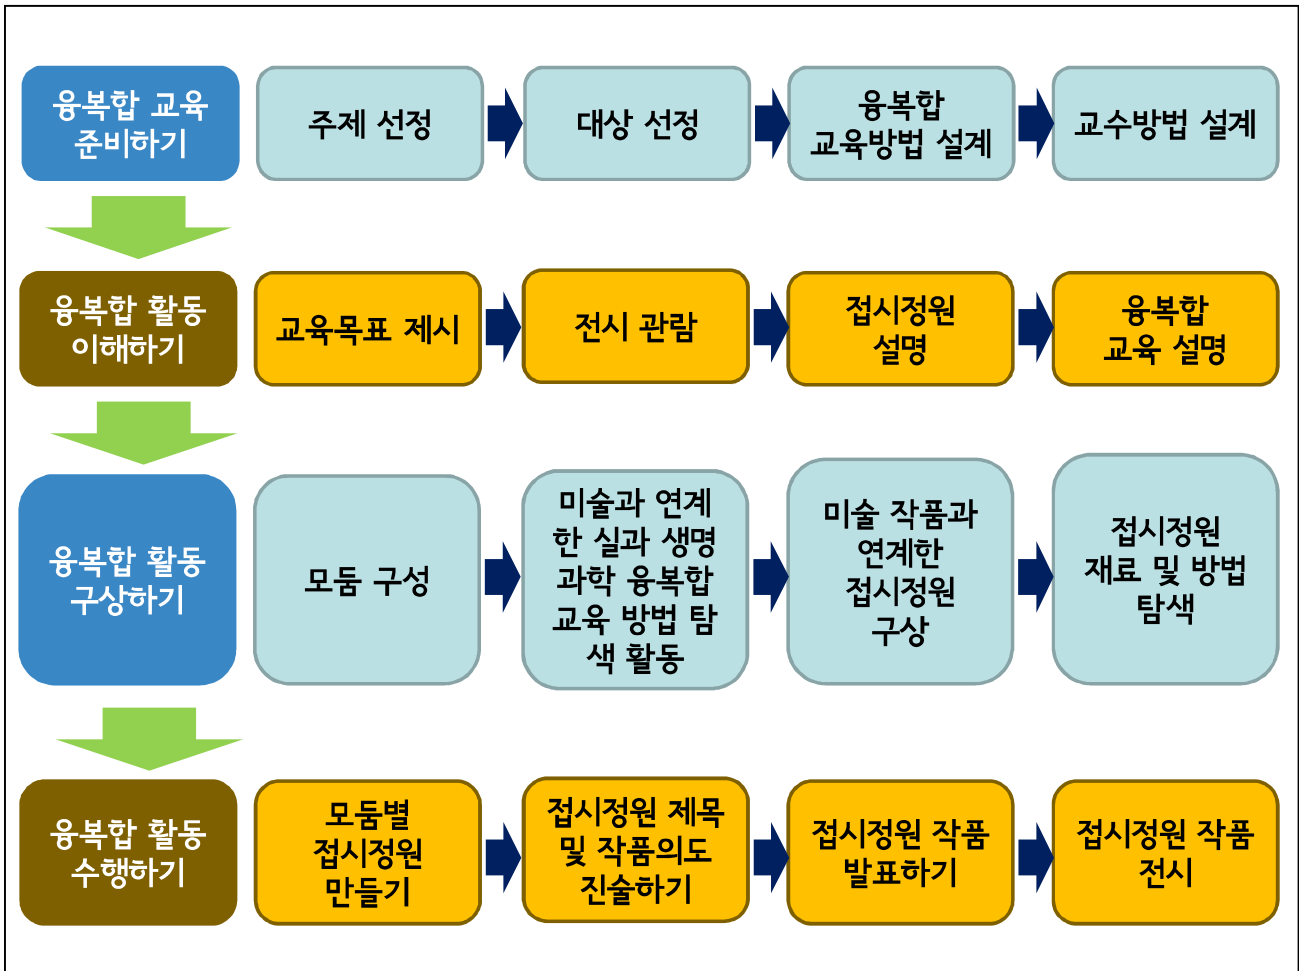 융복합 교육
준비하기
주제 선정
대상 선정
융복합
교육방법 설계
교수방법 설계
융복합 활동
이해하기
교육목표 제시
전시 관람
접시정원
설명
융복합
교육 설명
융복합 활동
구상하기
모둠 구성
미술과 연계
한 실과 생명
과학 융복합
교육 방법 탐
색 활동
미술 작품과
연계한
접시정원
구상
접시정원
재료 및 방법
탐색
융복합 활동
수행하기
모둠별
접시정원
만들기
접시정원 제목
및 작품의도
진술하기
접시정원 작품
발표하기
접시정원 작품
전시